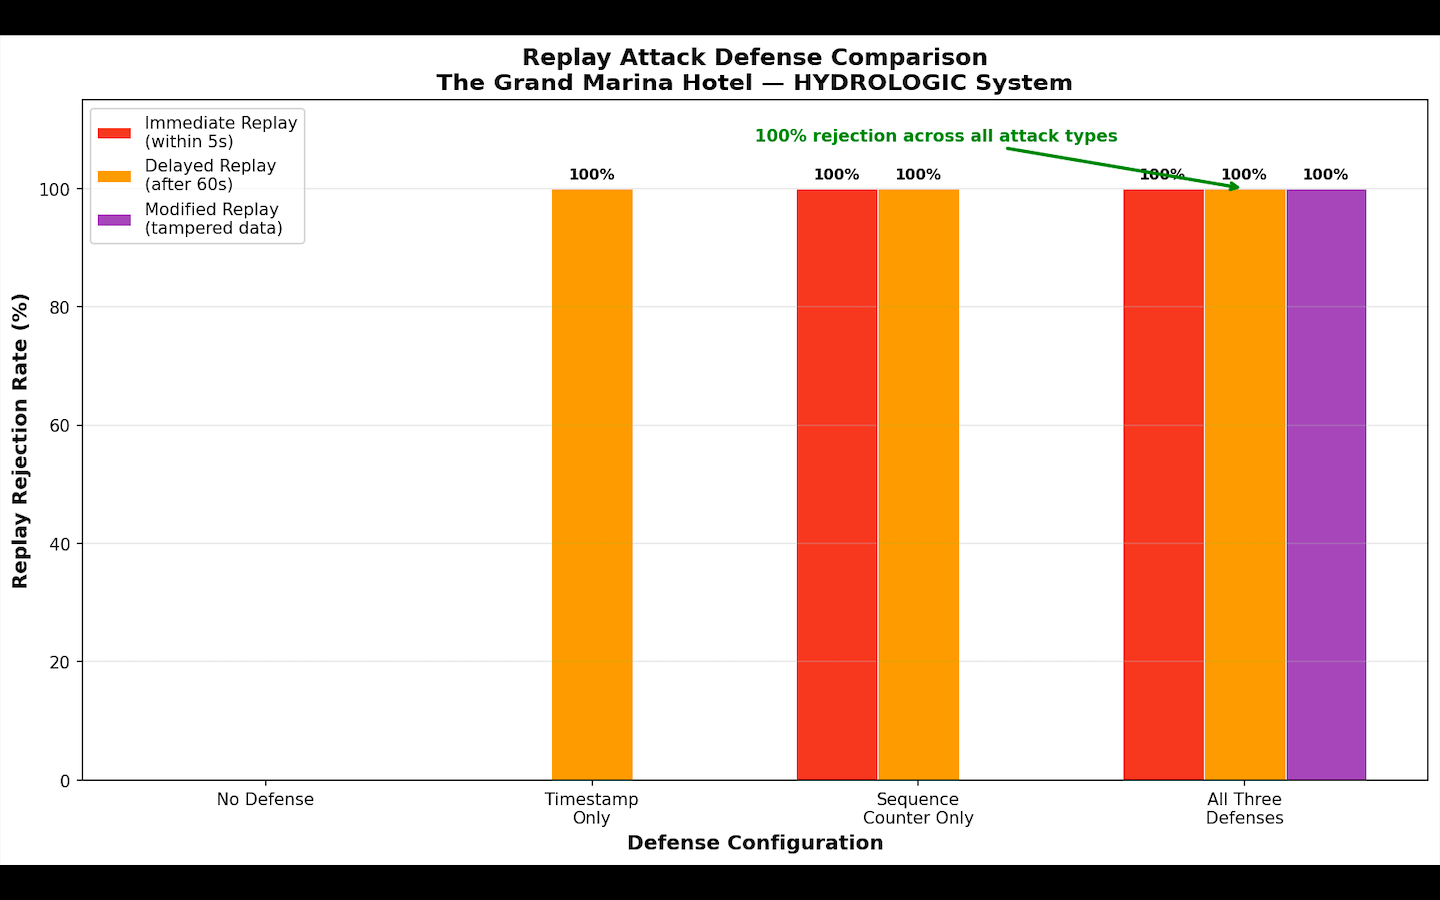 Replay Attack Defense Comparison
The Grand Marina Hotel — HYDROLOGIC System
Immediate Replay
(within 5s)
Delayed Replay
(after 60s)
Modified Replay
(tampered data)
100% rejection across all attack types
100%
100%
100%
100%
100%
100%
Replay Rejection Rate (%)
100
80
60
40
20
0
No Defense
Timestamp
Only
Sequence
Counter Only
All Three
Defenses
Defense Configuration